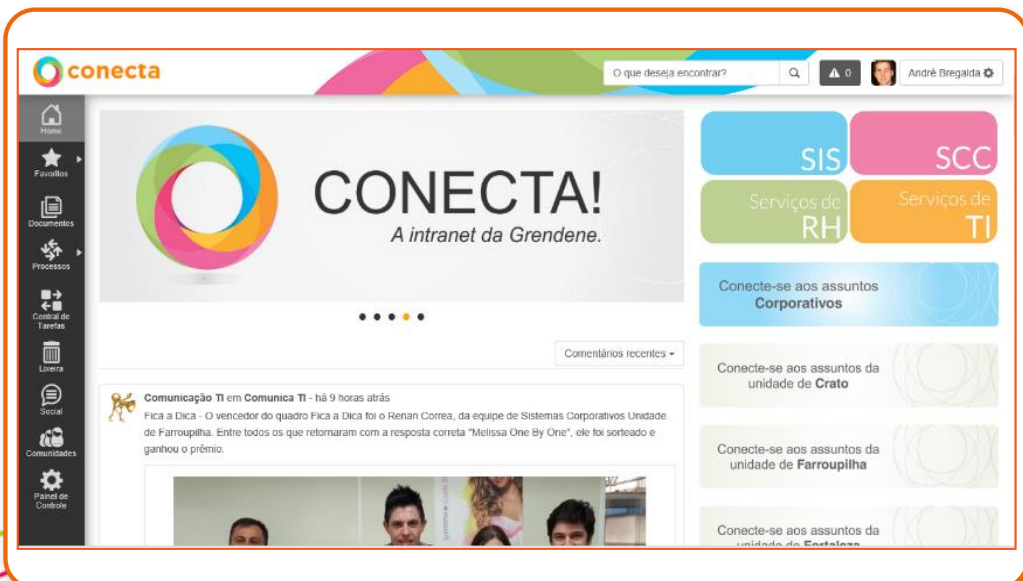 conecta
O que deseja encontrar?
0
André Bregalda
Home
Favoritos
Documentos
Processos
Central de
Tarefas
Lixeira
Social
Comunidades
Painel de
Controle
CONECTA!
A intranet da Grendene.
SIS
SCC
Serviços de
RH
Serviços de
TI
Conecte-se aos assuntos
Corporativos
Conecte-se aos assuntos da
unidade de Crato
Conecte-se aos assuntos da
unidade de Farroupilha
Conecte-se aos assuntos da
unidade de Fortaleza
Comentários recentes
Comunicação TI em Comunica TI - há 9 horas atrás
Fica a Dica - O vencedor do quadro Fica a Dica foi o Renan Correa, da equipe de Sistemas Corporativos Unidade
de Farroupilha. Entre todos os que retornaram com a resposta correta "Melissa One By One", ele foi sorteado e
ganhou o prêmio.